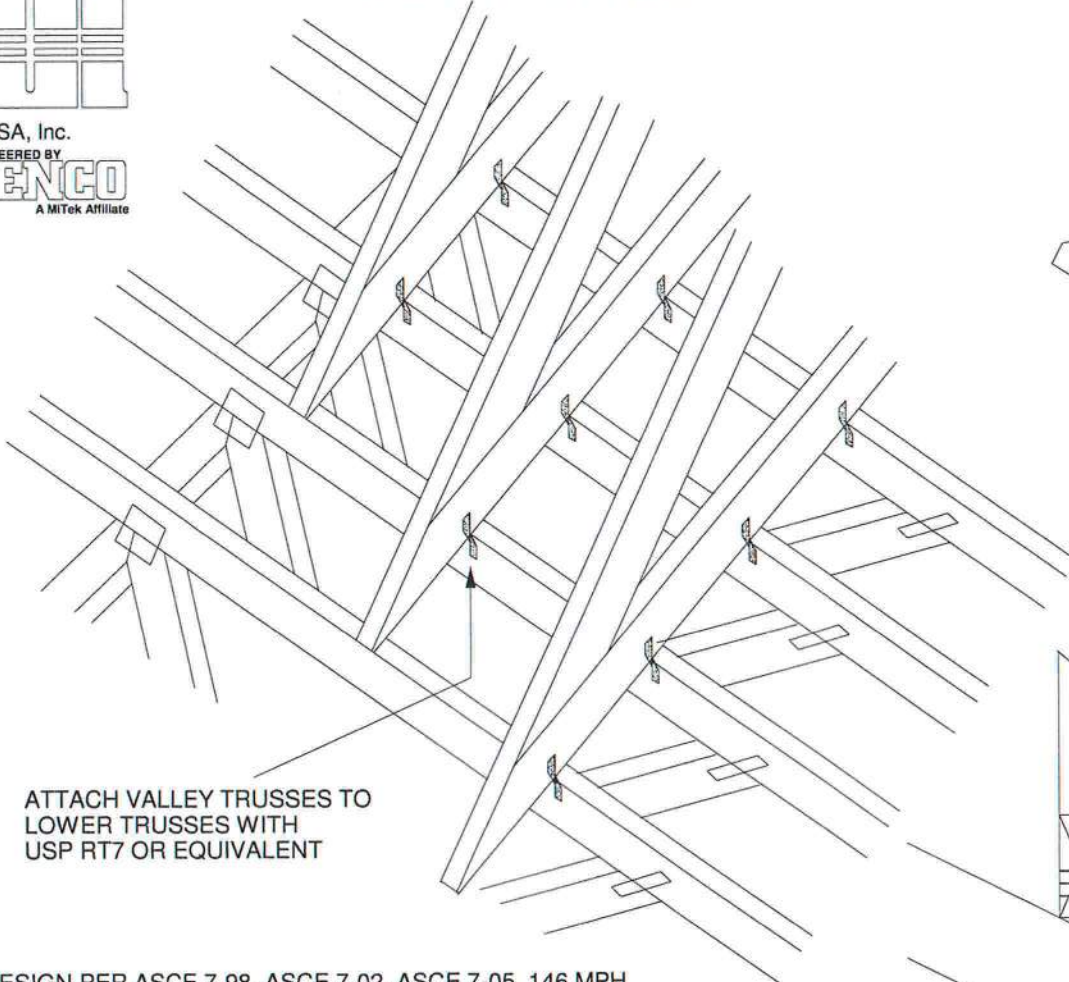 SA, Inc.
EERED BY
ENCO
A MiTek Affiliate
ATTACH VALLEY TRUSSES TO
LOWER TRUSSES WITH
USP RT7 OR EQUIVALENT
ESIGN PER ASCE 7-98, ASCE 7-02, ASCE 7-05 146 MPH